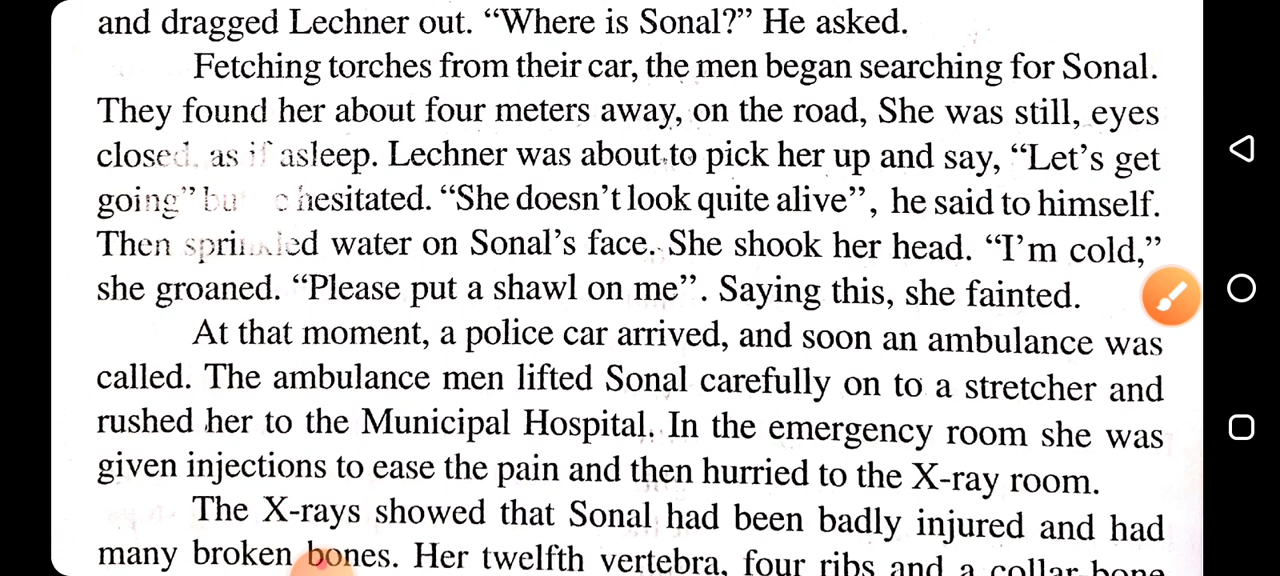 and dragged Lechner out. “Where is Sonal?” He asked.
Fetching torches from their car, the men began searching for Sonal.
They found her about four meters away, on the road, She was still, eyes
closed, as if asleep. Lechner was about to pick her up and say, “Let’s get
going” hesitated. “She doesn’t look quite alive”, he said to himself.
Then sprinkled water on Sonal’s face. She shook her head. “I’m cold,”
she groaned. “Please put a shawl on me”. Saying this, she fainted.
At that moment, a police car arrived, and soon an ambulance was
called. The ambulance men lifted Sonal carefully on to a stretcher and
rushed her to the Municipal Hospital. In the emergency room she was
given injections to ease the pain and then hurried to the X-ray room.
The X-rays showed that Sonal had been badly injured and had
many broken bones. Her twelfth vertebra, four ribs and a collar-bone